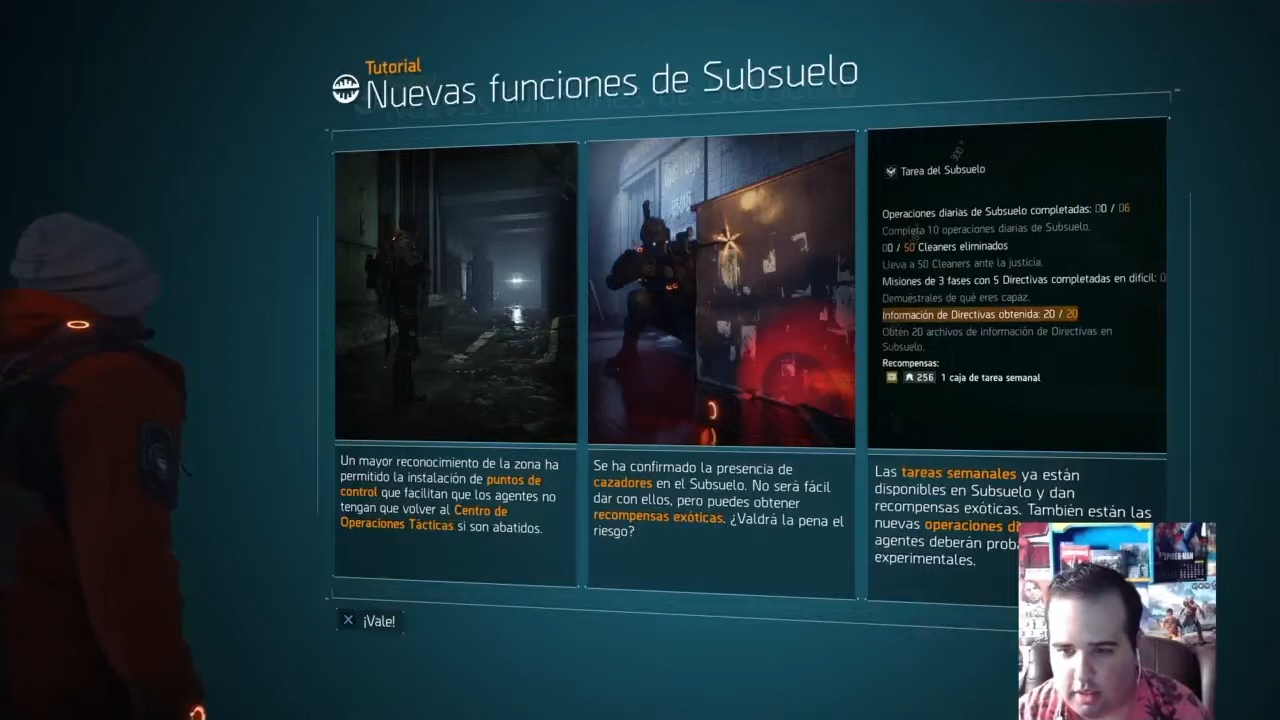 Tutorial
Nuevas funciones de Subsuelo
Tarea del Subsuelo
Operaciones diarias de Subsuelo completadas: 00 / 06
Completa 10 operaciones diarias de Subsuelo.
00 / 50 Cleaners eliminados
Lleva a 50 Cleaners ante la justicia.
Misiones de 3 fases con 5 Directivas completadas en difícil: 0
Demuéstrales de qué eres capaz.
Información de Directivas obtenida: 20 / 20
Obtén 20 archivos de información de Directivas en
Subsuelo.
Recompensas:
256 1 caja de tarea semanal
Un mayor reconocimiento de la zona ha
permitido la instalación de puntos de
control que facilitan que los agentes no
tengan que volver al Centro de
Operaciones Tácticas si son abatidos.
Se ha confirmado la presencia de
cazadores en el Subsuelo. No será fácil
dar con ellos, pero puedes obtener
recompensas exóticas. ¿Valdrá la pena el
riesgo?
Las tareas semanales ya están
disponibles en Subsuelo y dan
recompensas exóticas. También están las
nuevas operaciones di
agentes deberán proba
experimentales.
X ¡Vale!
SPIDER-MAN